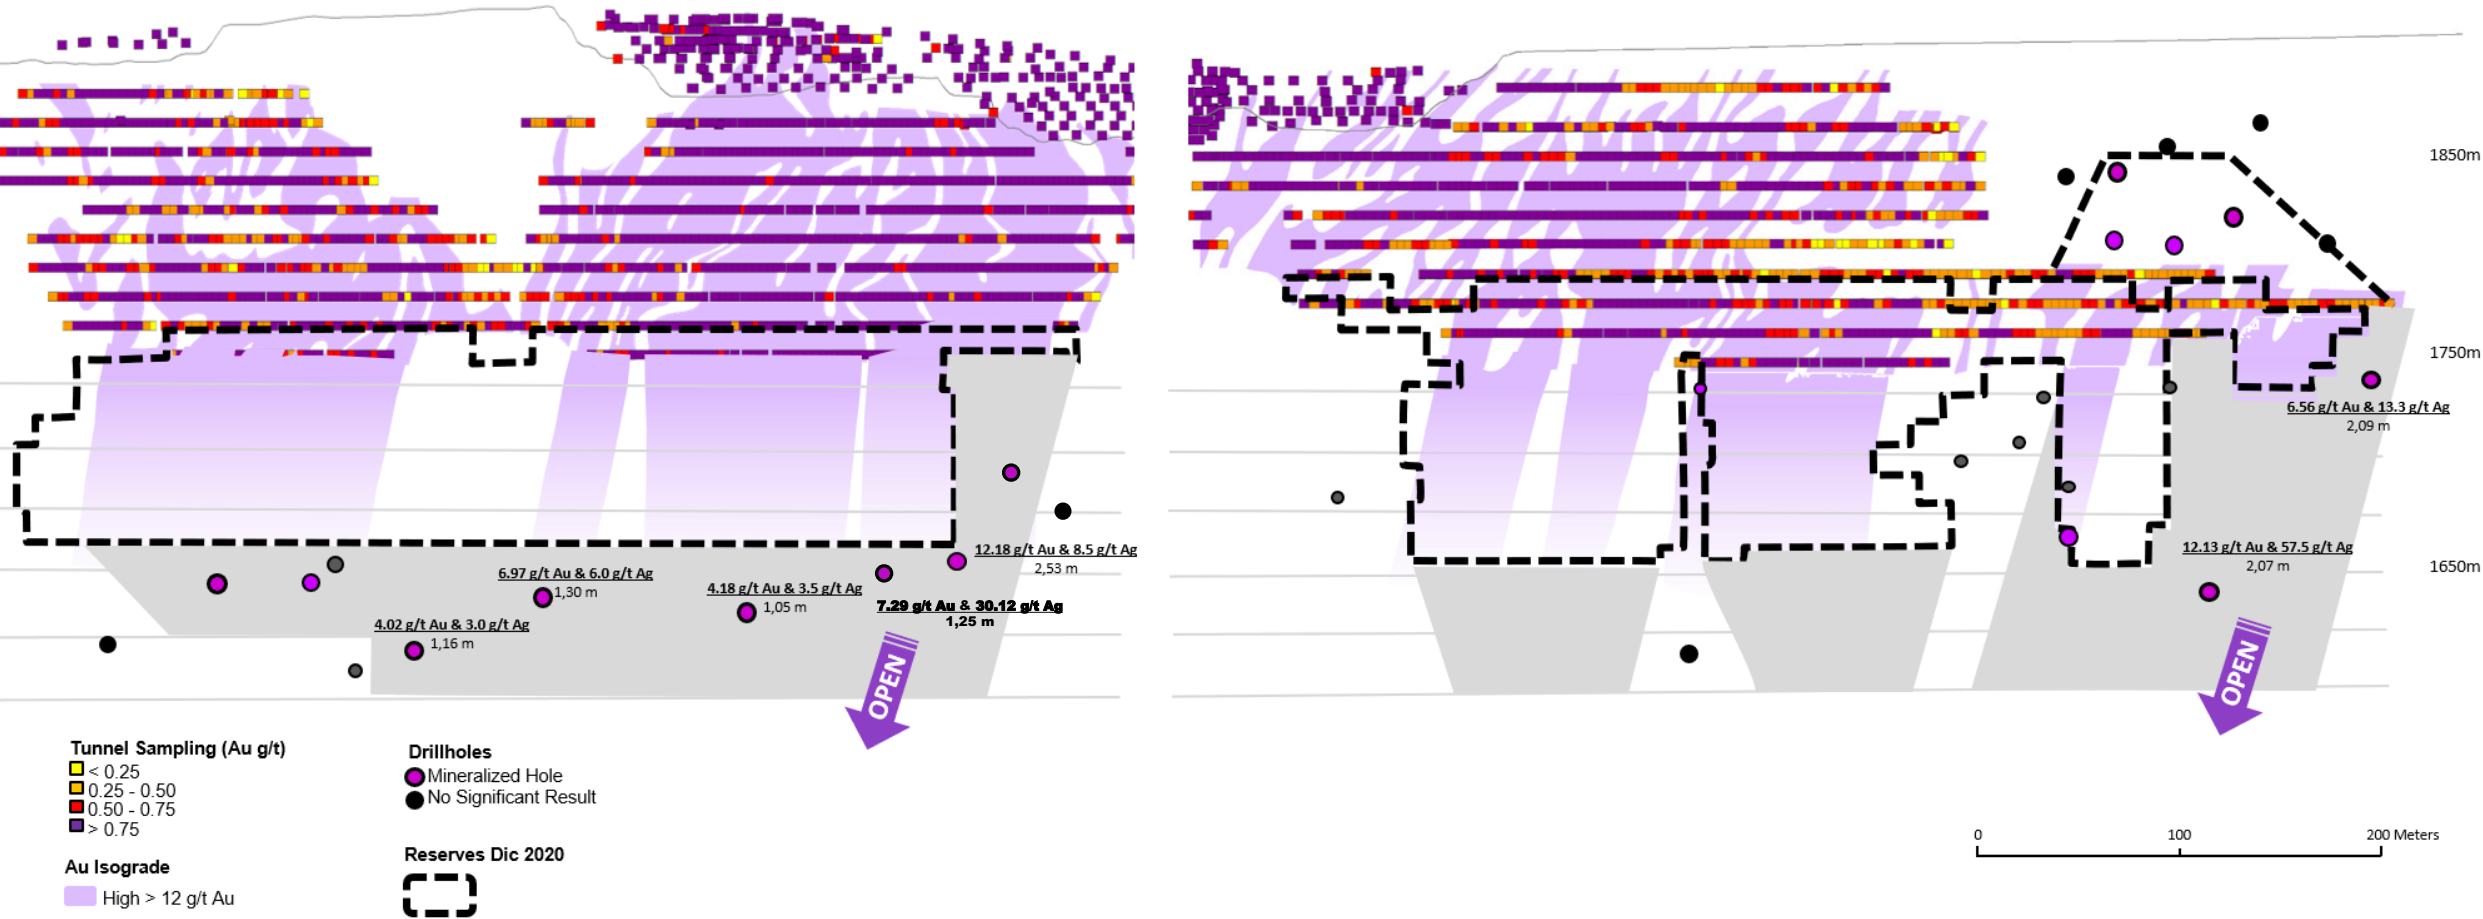 1850m
1750m
6.56 g/t Au & 13.3 g/t Ag
2,09 m
12.18 g/t Au & 8.5 g/t Ag
2,53 m
12.13 g/t Au & 57.5 g/t Ag
2,07 m
1650m
6.97 g/t Au & 6.0 g/t Ag
1,30 m
4.18 g/t Au & 3.5 g/t Ag
1,05 m
7.29 g/t Au & 30.12 g/t Ag
1,25 m
4.02 g/t Au & 3.0 g/t Ag
1,16 m
OPEN
OPEN
Tunnel Sampling (Au g/t)
< 0.25
0.25 - 0.50
0.50 - 0.75
> 0.75
Au Isograde
High > 12 g/t Au
Drillholes
Mineralized Hole
No Significant Result
Reserves Dic 2020
0 100 200 Meters